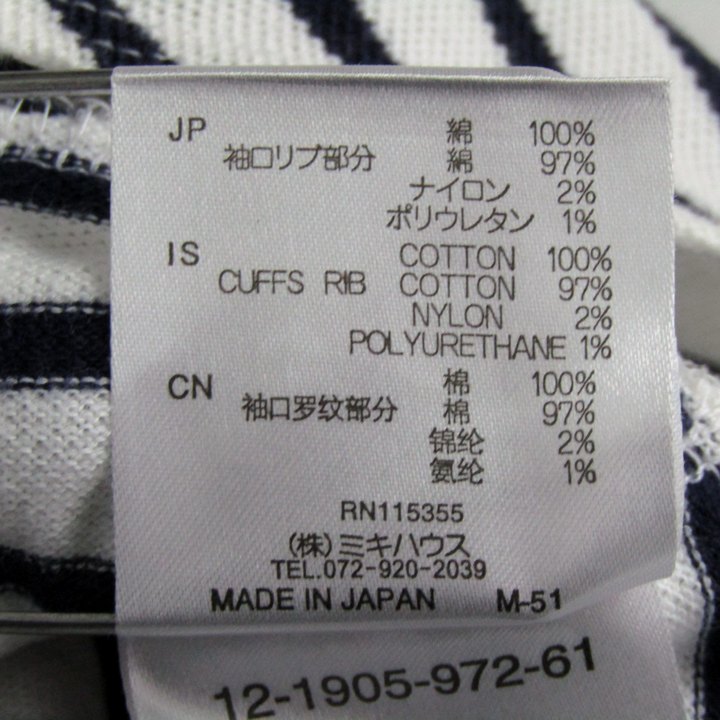 JP 綿 100%
袖口リブ部分 綿 97%
ナイロン 2%
ポリウレタン 1%
IS COTTON 100%
CUFFS RIB COTTON 97%
NYLON 2%
POLYURETHANE 1%
CN 棉 100%
袖口罗纹部分 棉 97%
锦纶 2%
氨纶 1%
RN115355
(株)ミキハウス
TEL.072-920-2039
MADE IN JAPAN M-51
12-1905-972-61